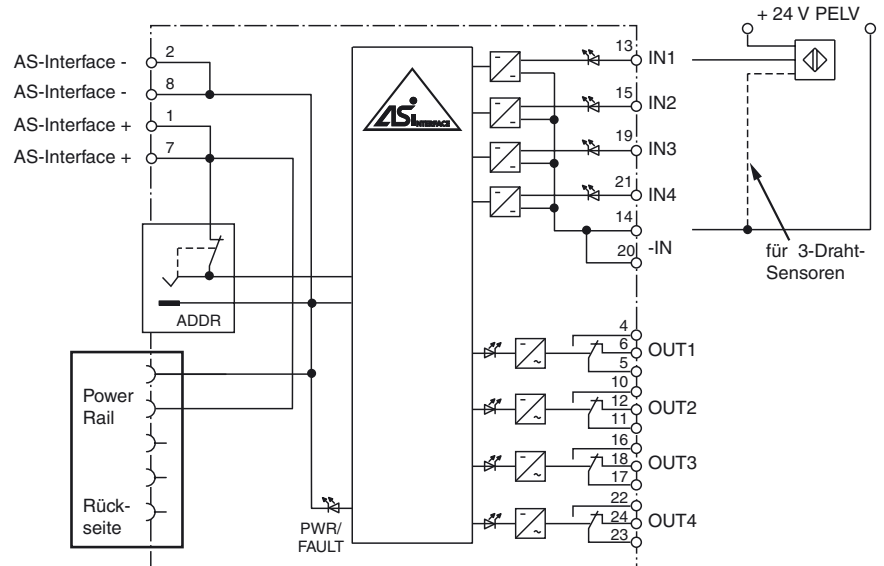 + 24 V PELV
AS-Interface -
2
AS-Interface -
8
AS-Interface +
1
AS-Interface +
7
ASi
INTERFACE
13
IN1
15
IN2
19
IN3
21
IN4
14
-IN
20
für 3-Draht-
Sensoren
ADDR
Power
Rail
Rück-
seite
PWR/
FAULT
4
6
OUT1
5
10
12
OUT2
11
16
18
OUT3
17
22
24
OUT4
23